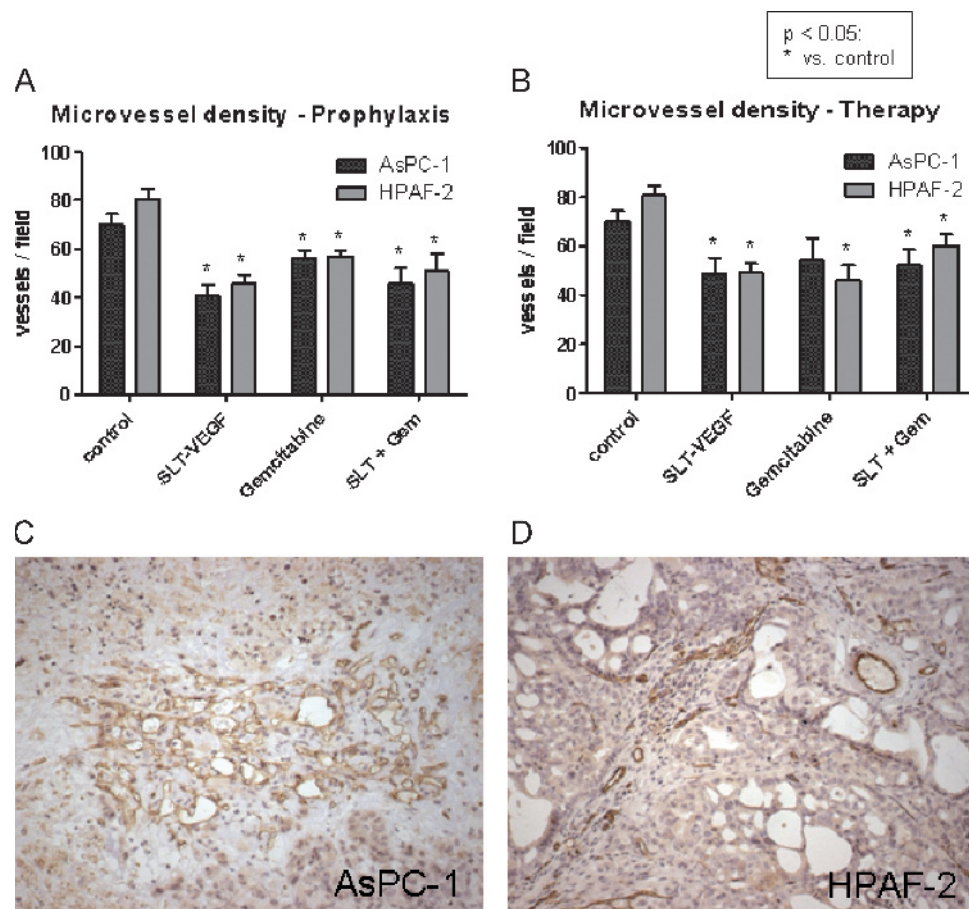 p < 0.05:
* vs. control
A
Microvessel density - Prophylaxis
100
80
60
40
20
0
vessels / field
AsPC-1
HPAF-2
* * * * * *
control
SLT-VEGF
Gemcitabine
SLT + Gem
B
Microvessel density - Therapy
100
80
60
40
20
0
vessels / field
AsPC-1
HPAF-2
* * * * *
control
SLT-VEGF
Gemcitabine
SLT + Gem
C
AsPC-1
D
HPAF-2